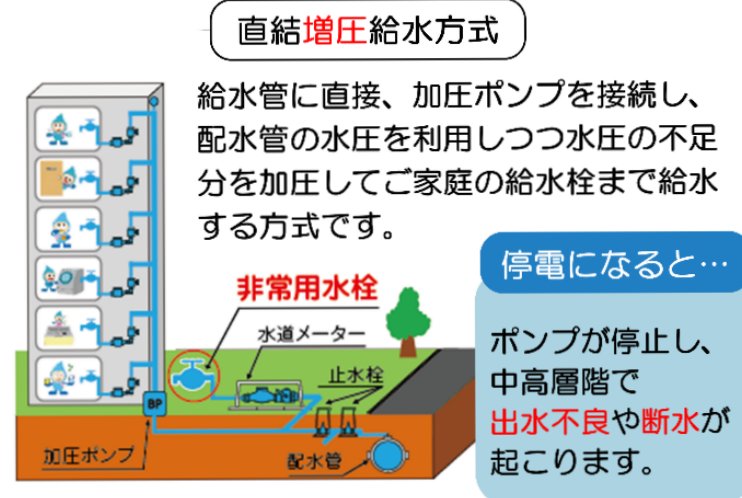 直結増圧給水方式
給水管に直接、加圧ポンプを接続し、
配水管の水圧を利用しつつ水圧の不足
分を加圧してご家庭の給水栓まで給水
する方式です。
停電になると…
ポンプが停止し、
中高層階で
出水不良や断水が
起こります。
非常用水栓
水道メーター
止水栓
BP
加圧ポンプ
配水管